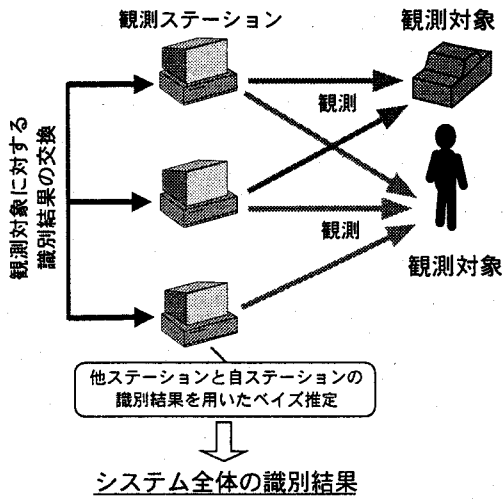 観測ステーション
観測対象
観測
観測対象に対する
識別結果の交換
観測
観測対象
他ステーションと自ステーションの
識別結果を用いたベイズ推定
システム全体の識別結果